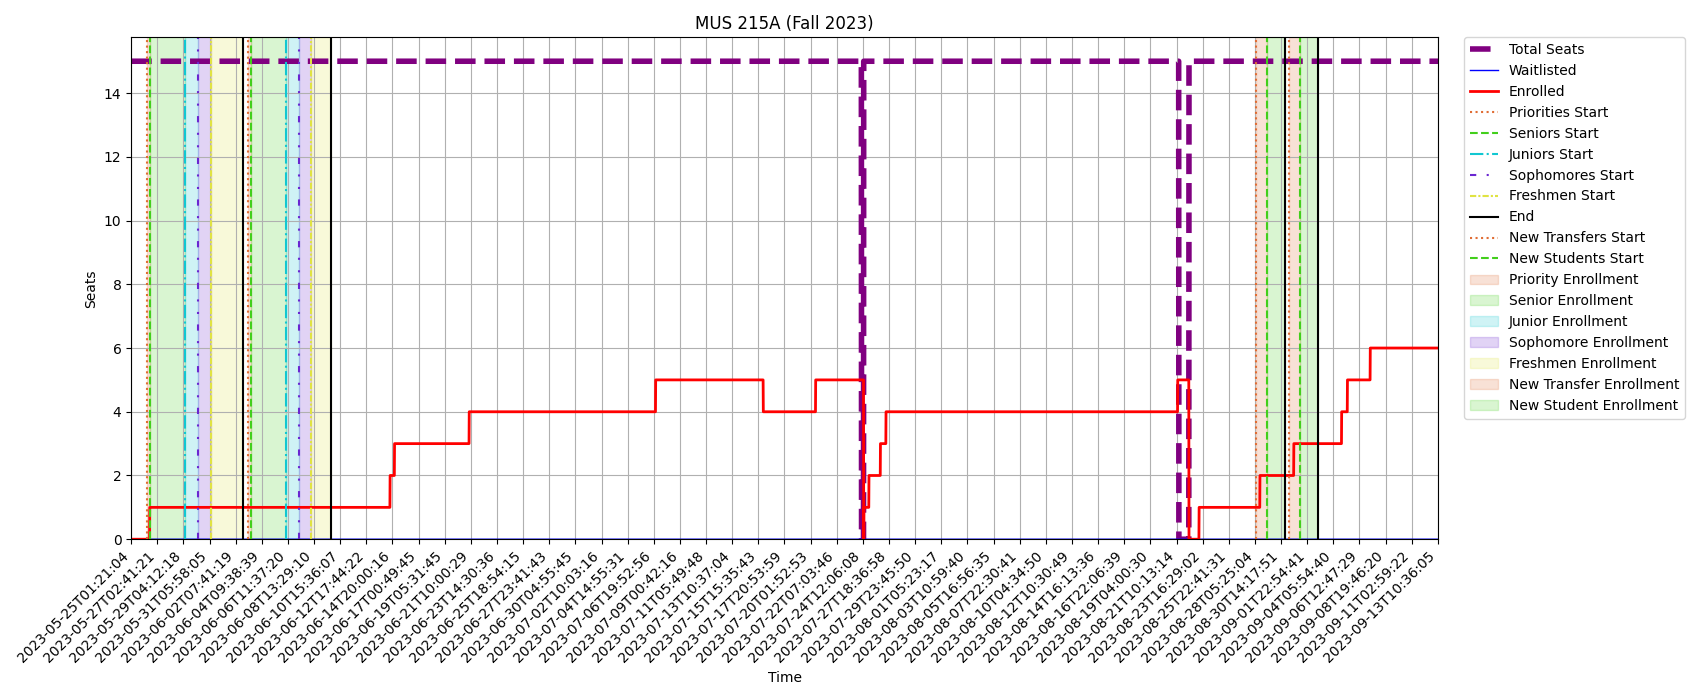 MUS 215A (Fall 2023)
Seats
14
12
10
8
6
4
2
0
2023-05-25T01:21:04
2023-05-27T02:41:21
2023-05-29T04:12:18
2023-05-31T05:58:05
2023-06-02T07:41:19
2023-06-04T09:38:39
2023-06-06T11:37:20
2023-06-08T13:29:10
2023-06-10T15:36:07
2023-06-12T17:44:22
2023-06-14T20:00:16
2023-06-17T00:49:45
2023-06-19T05:31:45
2023-06-21T10:00:29
2023-06-23T14:30:36
2023-06-25T18:54:15
2023-06-27T23:41:43
2023-06-30T04:55:45
2023-07-02T10:03:16
2023-07-04T14:55:31
2023-07-06T19:52:56
2023-07-09T00:42:16
2023-07-11T05:49:48
2023-07-13T10:37:04
2023-07-15T15:35:43
2023-07-17T20:53:59
2023-07-20T01:52:53
2023-07-22T07:03:46
2023-07-24T12:06:08
2023-07-27T18:36:58
2023-07-29T23:45:50
2023-08-01T05:23:17
2023-08-03T10:59:40
2023-08-05T16:56:35
2023-08-07T22:30:41
2023-08-10T04:34:50
2023-08-12T10:30:49
2023-08-14T16:13:36
2023-08-16T22:06:39
2023-08-19T04:00:30
2023-08-21T10:13:14
2023-08-23T16:29:02
2023-08-25T22:41:31
2023-08-28T05:25:04
2023-08-30T14:17:51
2023-09-01T22:54:41
2023-09-04T05:54:40
2023-09-06T12:47:29
2023-09-08T19:46:20
2023-09-11T02:59:22
2023-09-13T10:36:05
Time
Total Seats
Waitlisted
Enrolled
Priorities Start
Seniors Start
Juniors Start
Sophomores Start
Freshmen Start
End
New Transfers Start
New Students Start
Priority Enrollment
Senior Enrollment
Junior Enrollment
Sophomore Enrollment
Freshmen Enrollment
New Transfer Enrollment
New Student Enrollment